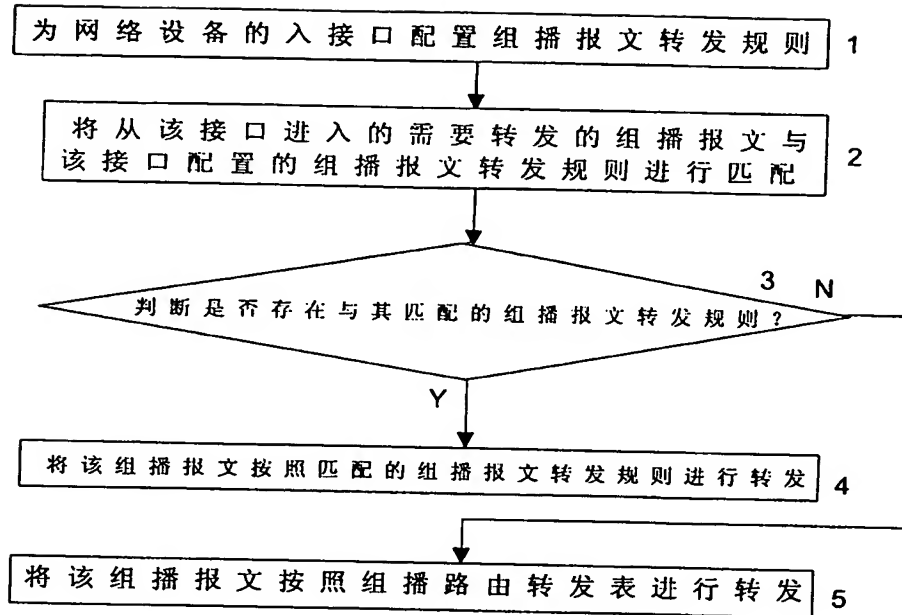 为网络设备的入接口配置组播报文转发规则 1
将从该接口进入的需要转发的组播报文与
该接口配置的组播报文转发规则进行匹配 2
3 N
判断是否存在与其匹配的组播报文转发规则？
Y
将该组播报文按照匹配的组播报文转发规则进行转发 4
将该组播报文按照组播路由转发表进行转发 5